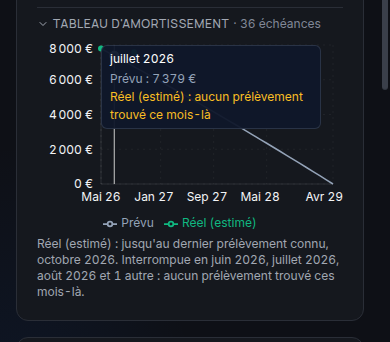 TABLEAU D'AMORTISSEMENT · 36 échéances
8 000 €
juillet 2026
Prévu : 7 379 €
6 000 €
Réel (estimé) : aucun prélèvement
trouvé ce mois-là
4 000 €
2 000 €
0 €
Mai 26 Jan 27 Sep 27 Mai 28 Avr 29
Prévu Réel (estimé)
Réel (estimé) : jusqu'au dernier prélèvement connu,
octobre 2026. Interrompue en juin 2026, juillet 2026,
août 2026 et 1 autre : aucun prélèvement trouvé ces
mois-là.